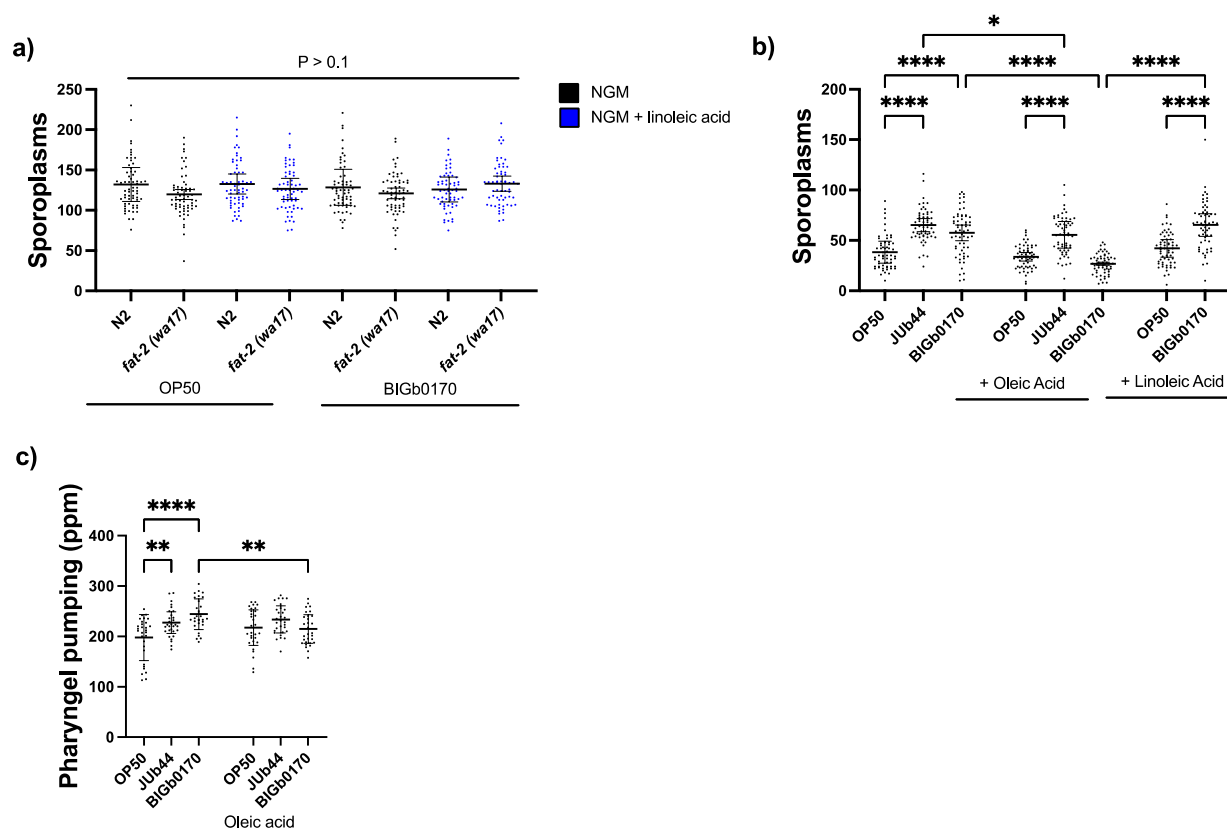 a)
P > 0.1
Sporoplasms
250
200
150
100
50
0
N2
fat-2 (wa17)
N2
fat-2 (wa17)
N2
fat-2 (wa17)
N2
fat-2 (wa17)
OP50
BIGb0170
NGM
NGM + linoleic acid
b)
*
**** **** ****
**** **** ****
Sporoplasms
200
150
100
50
0
OP50
JUb44
BIGb0170
OP50
JUb44
BIGb0170
OP50
BIGb0170
+ Oleic Acid
+ Linoleic Acid
c)
****
** **
Pharyngel pumping (ppm)
400
300
200
100
0
OP50
JUb44
BIGb0170
OP50
JUb44
BIGb0170
Oleic acid